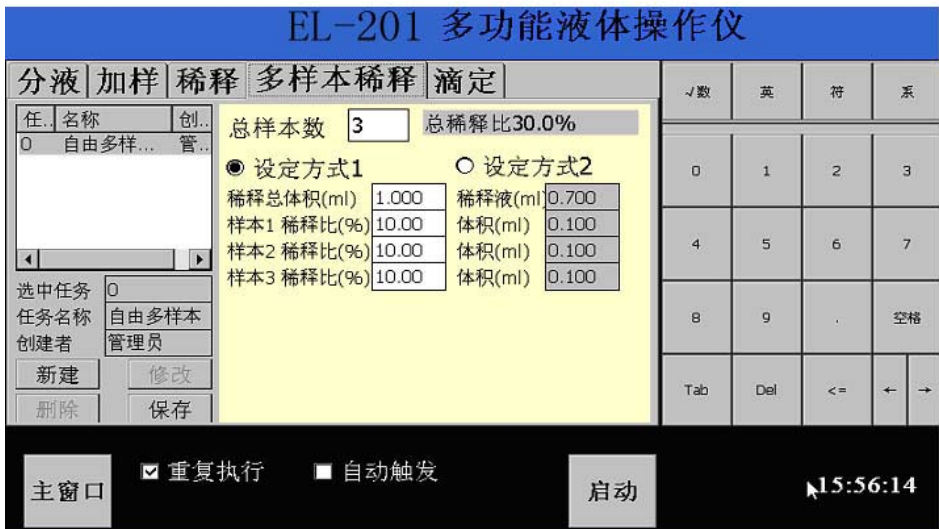 EL-201 多功能液体操作仪
分液 加样 稀释 多样本稀释 滴定
任.. 名称 创..
0 自由多样... 管..
选中任务 0
任务名称 自由多样本
创建者 管理员
新建 修改
删除 保存
总样本数 3 总稀释比30.0%
设定方式1 设定方式2
稀释总体积(ml) 1.000 稀释液(ml) 0.700
样本1 稀释比(%) 10.00 体积(ml) 0.100
样本2 稀释比(%) 10.00 体积(ml) 0.100
样本3 稀释比(%) 10.00 体积(ml) 0.100
√数 英 符 系
0 1 2 3
4 5 6 7
8 9 . 空格
Tab Del <= ← →
主窗口 重复执行 自动触发 启动 15:56:14